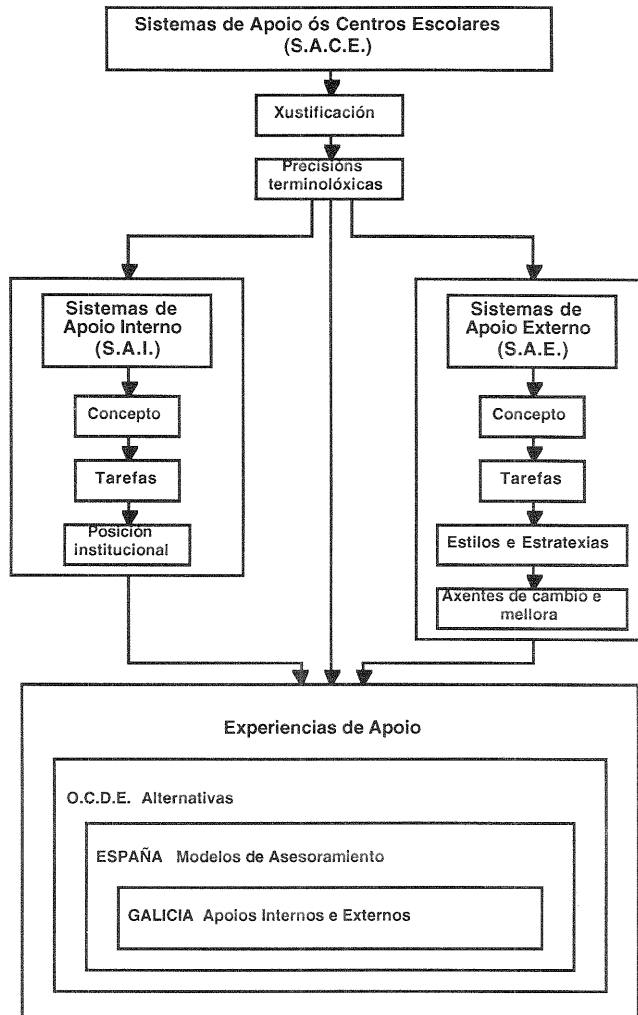 Sistemas de Apoio ós Centros Escolares
(S.A.C.E.)
Xustificación
Precisións
terminolóxicas
Sistemas de
Apoio Interno
(S.A.I.)
Concepto
Tarefas
Posición
institucional
Sistemas de
Apoio Externo
(S.A.E.)
Concepto
Tarefas
Estilos e Estratexias
Axentes de cambio e
mellora
Experiencias de Apoio
O.C.D.E. Alternativas
ESPAÑA Modelos de Asesoramiento
GALICIA Apoios Internos e Externos